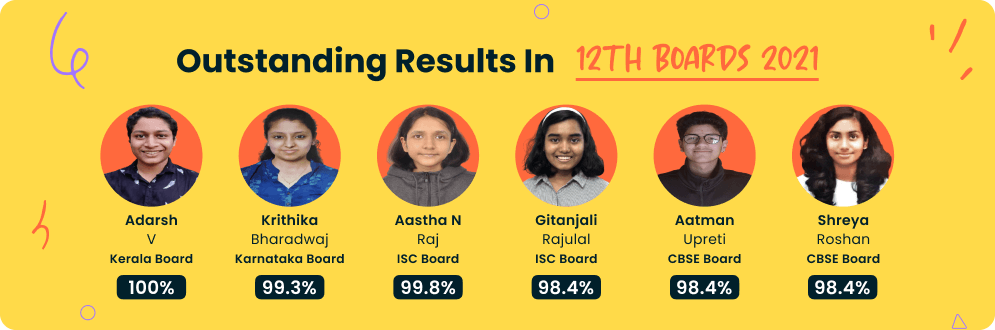 Outstanding Results In 12TH BOARDS 2021
Adarsh
V
Kerala Board
100%
Krithika
Bharadwaj
Karnataka Board
99.3%
Aastha N
Raj
ISC Board
99.8%
Gitanjali
Rajulal
ISC Board
98.4%
Aatman
Upreti
CBSE Board
98.4%
Shreya
Roshan
CBSE Board
98.4%